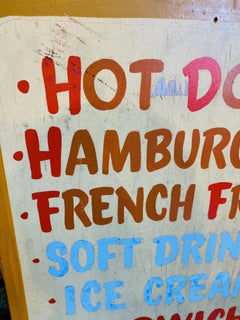 ·HOT DO
·HAMBURG
·FRENCH FR
·SOFT DRIN
·ICE CREA